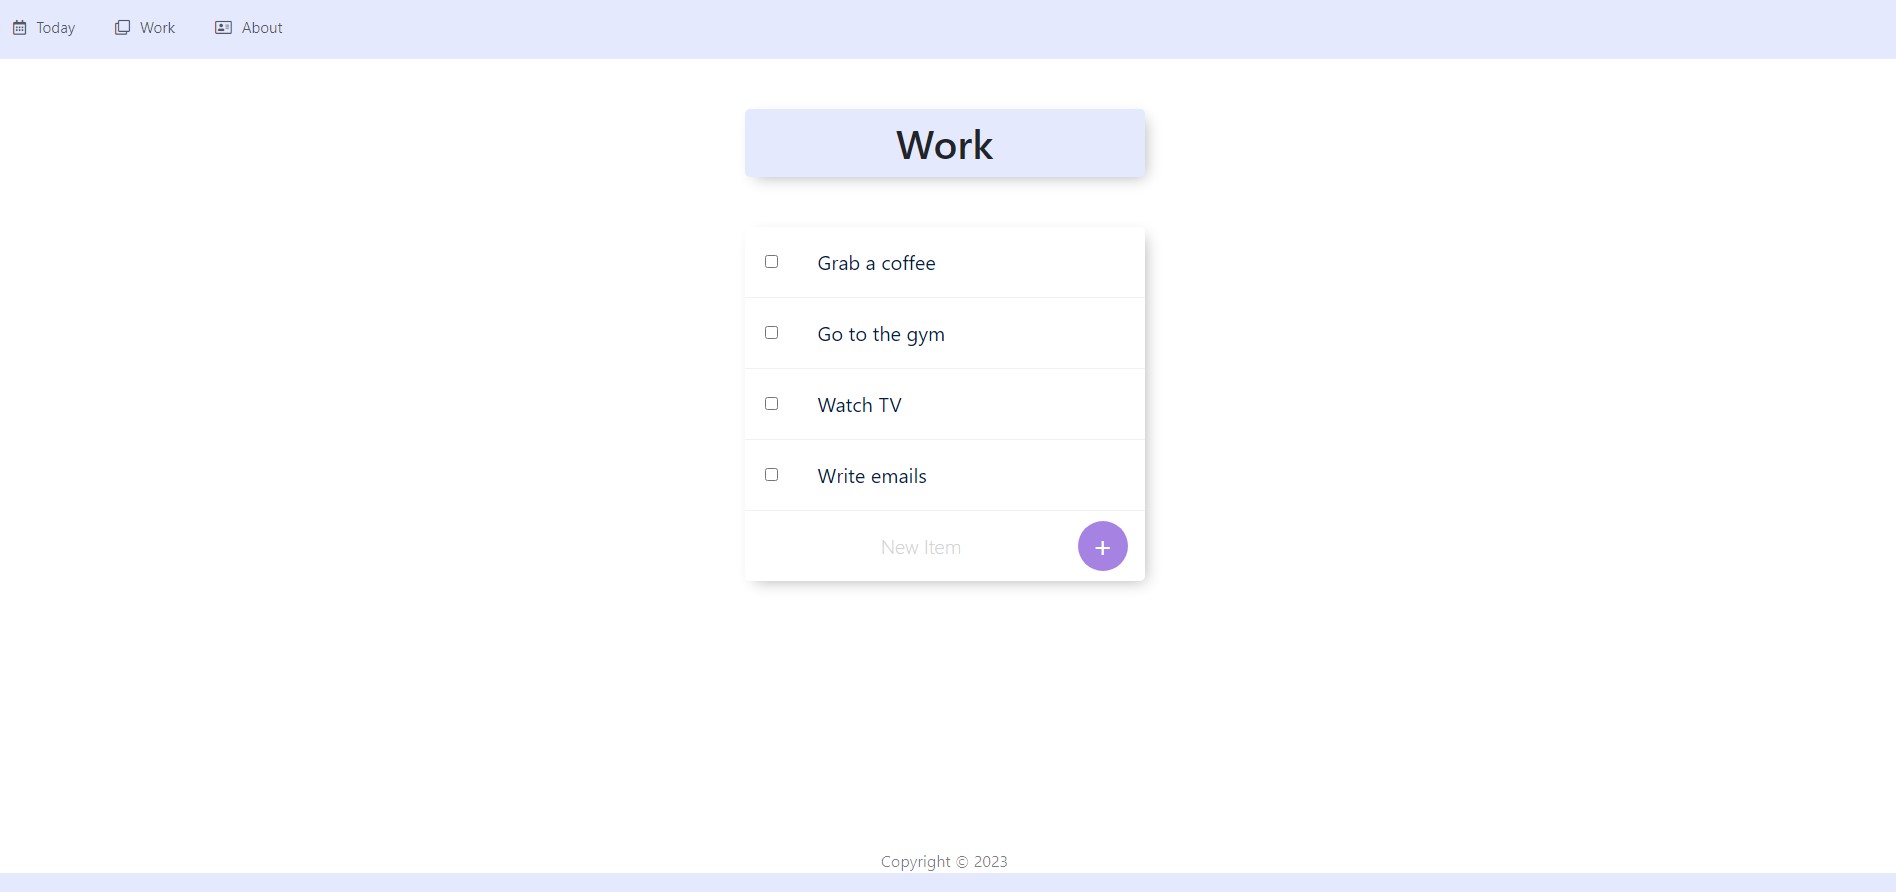 Today Work About
Work
Grab a coffee
Go to the gym
Watch TV
Write emails
New Item +
Copyright © 2023